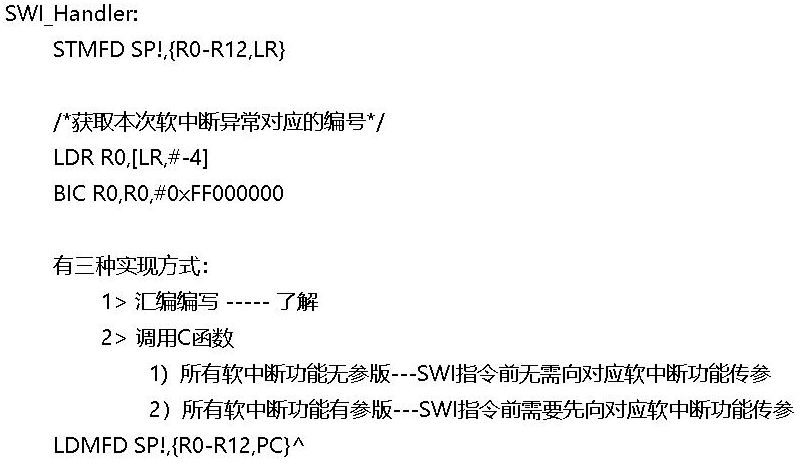 SWI_Handler:
STMFD SP!,{R0-R12,LR}
/*获取本次软中断异常对应的编号*/
LDR R0,[LR,#-4]
BIC R0,R0,#0xFF000000
有三种实现方式：
1> 汇编编写 ----- 了解
2> 调用C函数
1）所有软中断功能无参版---SWI指令前无需向对应软中断功能传参
2）所有软中断功能有参版---SWI指令前需要先向对应软中断功能传参
LDMFD SP!,{R0-R12,PC}^